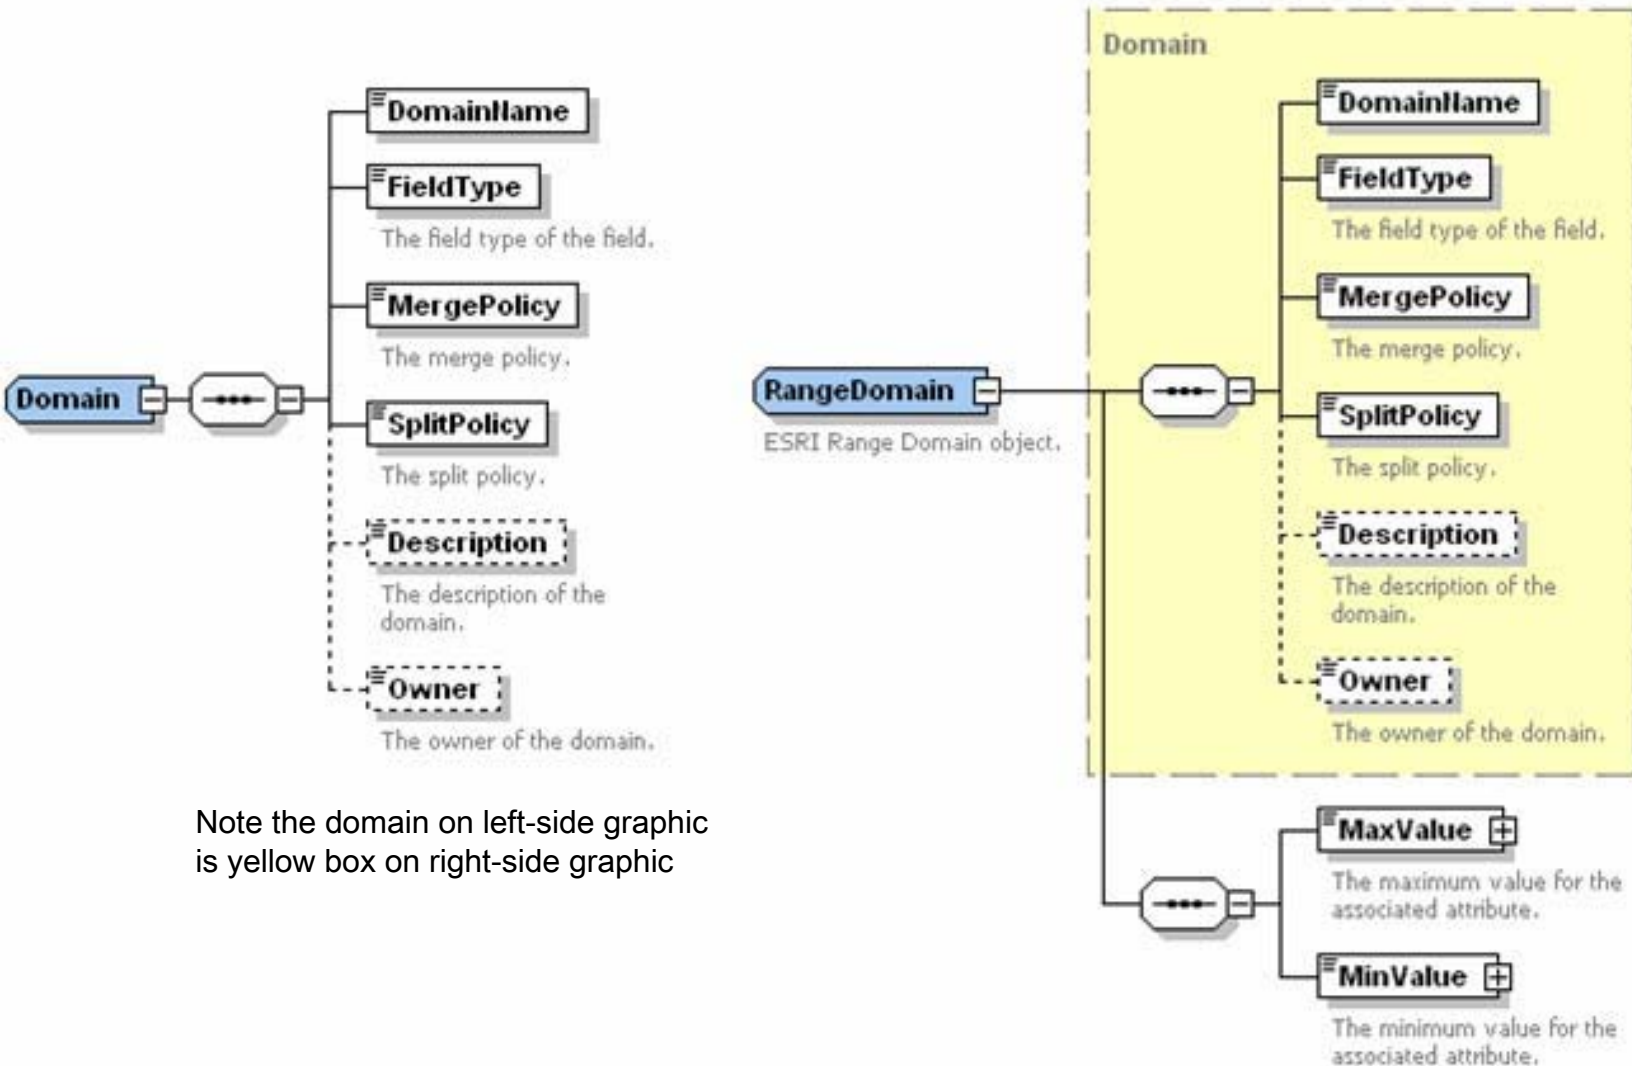 Domain
DomainName
FieldType
The field type of the field.
MergePolicy
The merge policy.
SplitPolicy
The split policy.
Description
The description of the
domain.
Owner
The owner of the domain.
Note the domain on left-side graphic
is yellow box on right-side graphic
RangeDomain
ESRI Range Domain object.
Domain
DomainName
FieldType
The field type of the field.
MergePolicy
The merge policy.
SplitPolicy
The split policy.
Description
The description of the
domain.
Owner
The owner of the domain.
MaxValue
The maximum value for the
associated attribute.
MinValue
The minimum value for the
associated attribute.